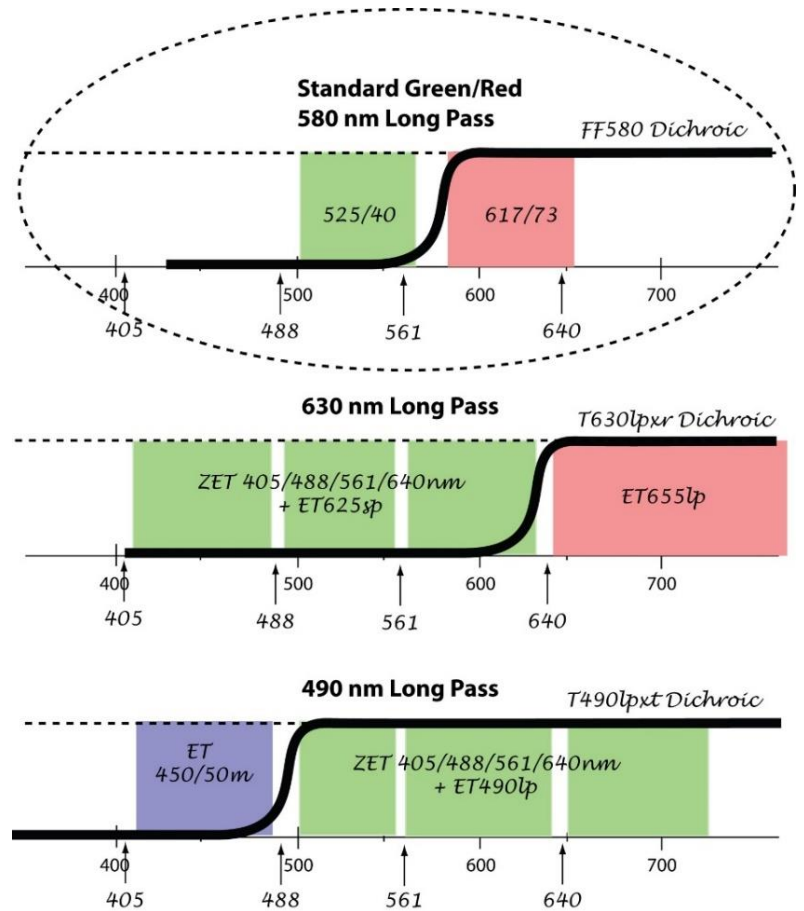 Standard Green/Red
580 nm Long Pass
FF580 Dichroic
525/40
617/73
400
500
600
700
405
488
561
640
630 nm Long Pass
T630lpxr Dichroic
ZET 405/488/561/640nm
+ ET625sp
ET655lp
400
500
600
700
405
488
561
640
490 nm Long Pass
T490lpxt Dichroic
ET
450/50m
ZET 405/488/561/640nm
+ ET490lp
400
500
600
700
405
488
561
640